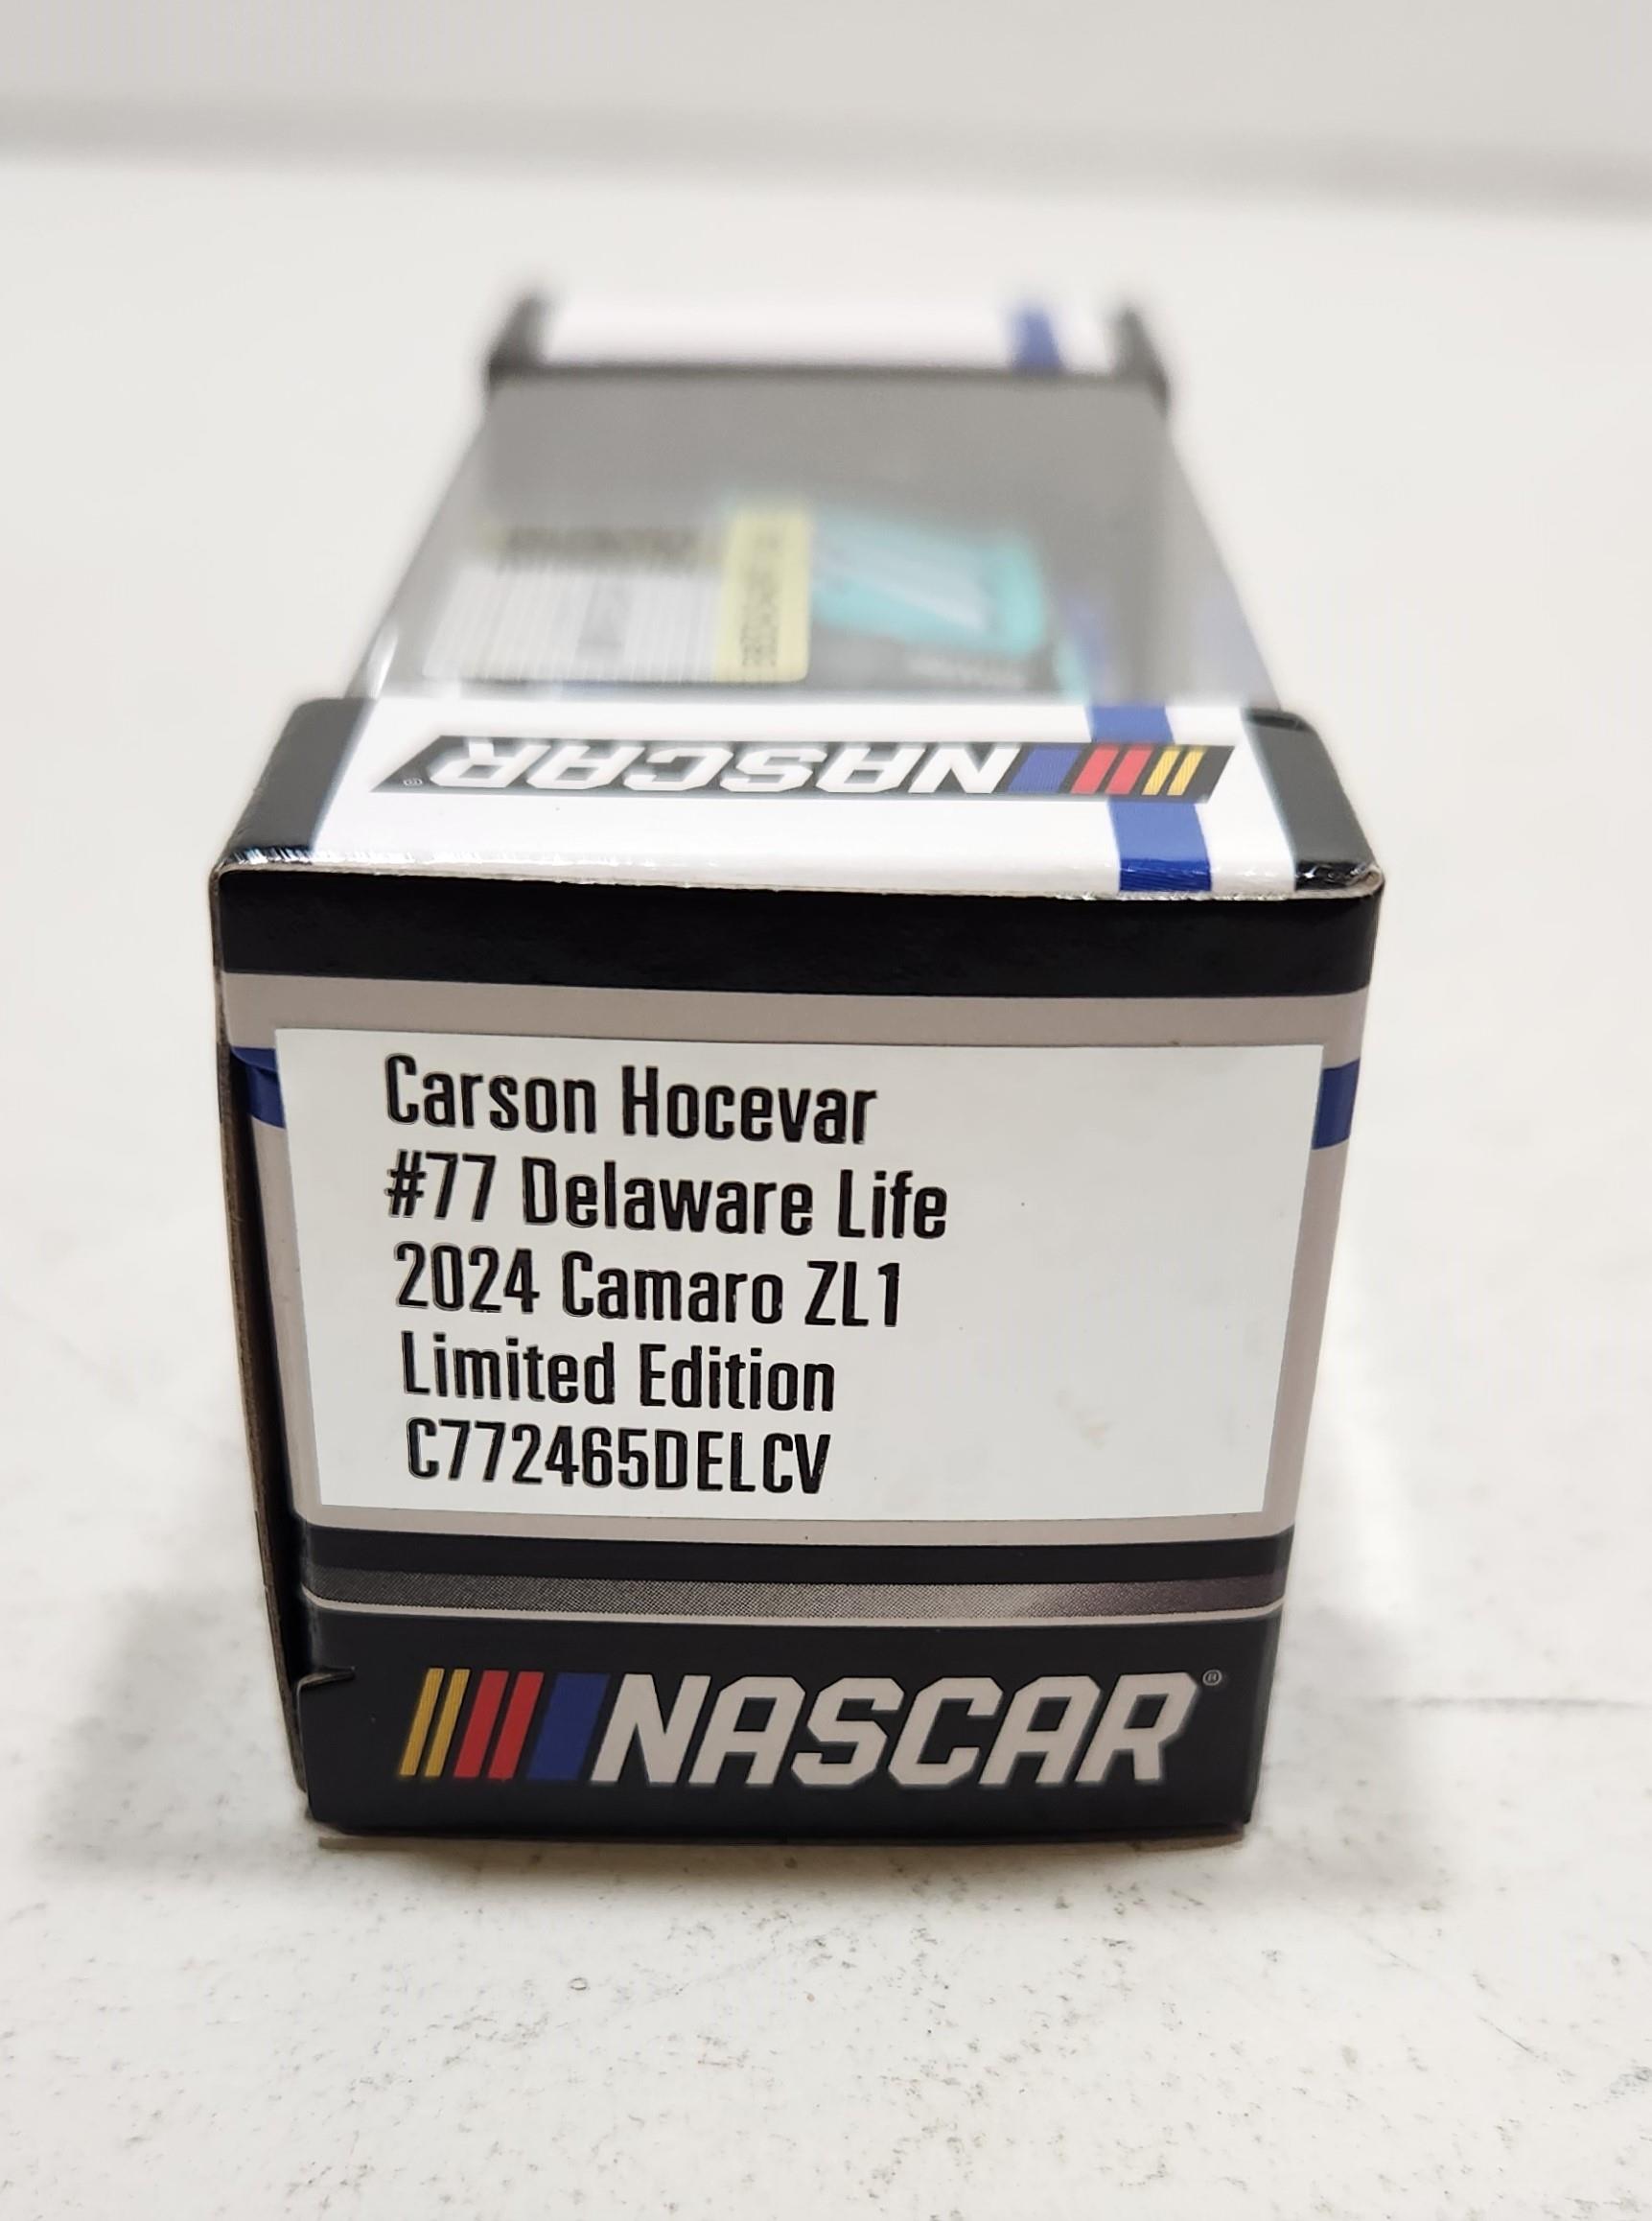 NASCAR®
Carson Hocevar
#77 Delaware Life
2024 Camaro ZL1
Limited Edition
C772465DELCV
NASCAR®